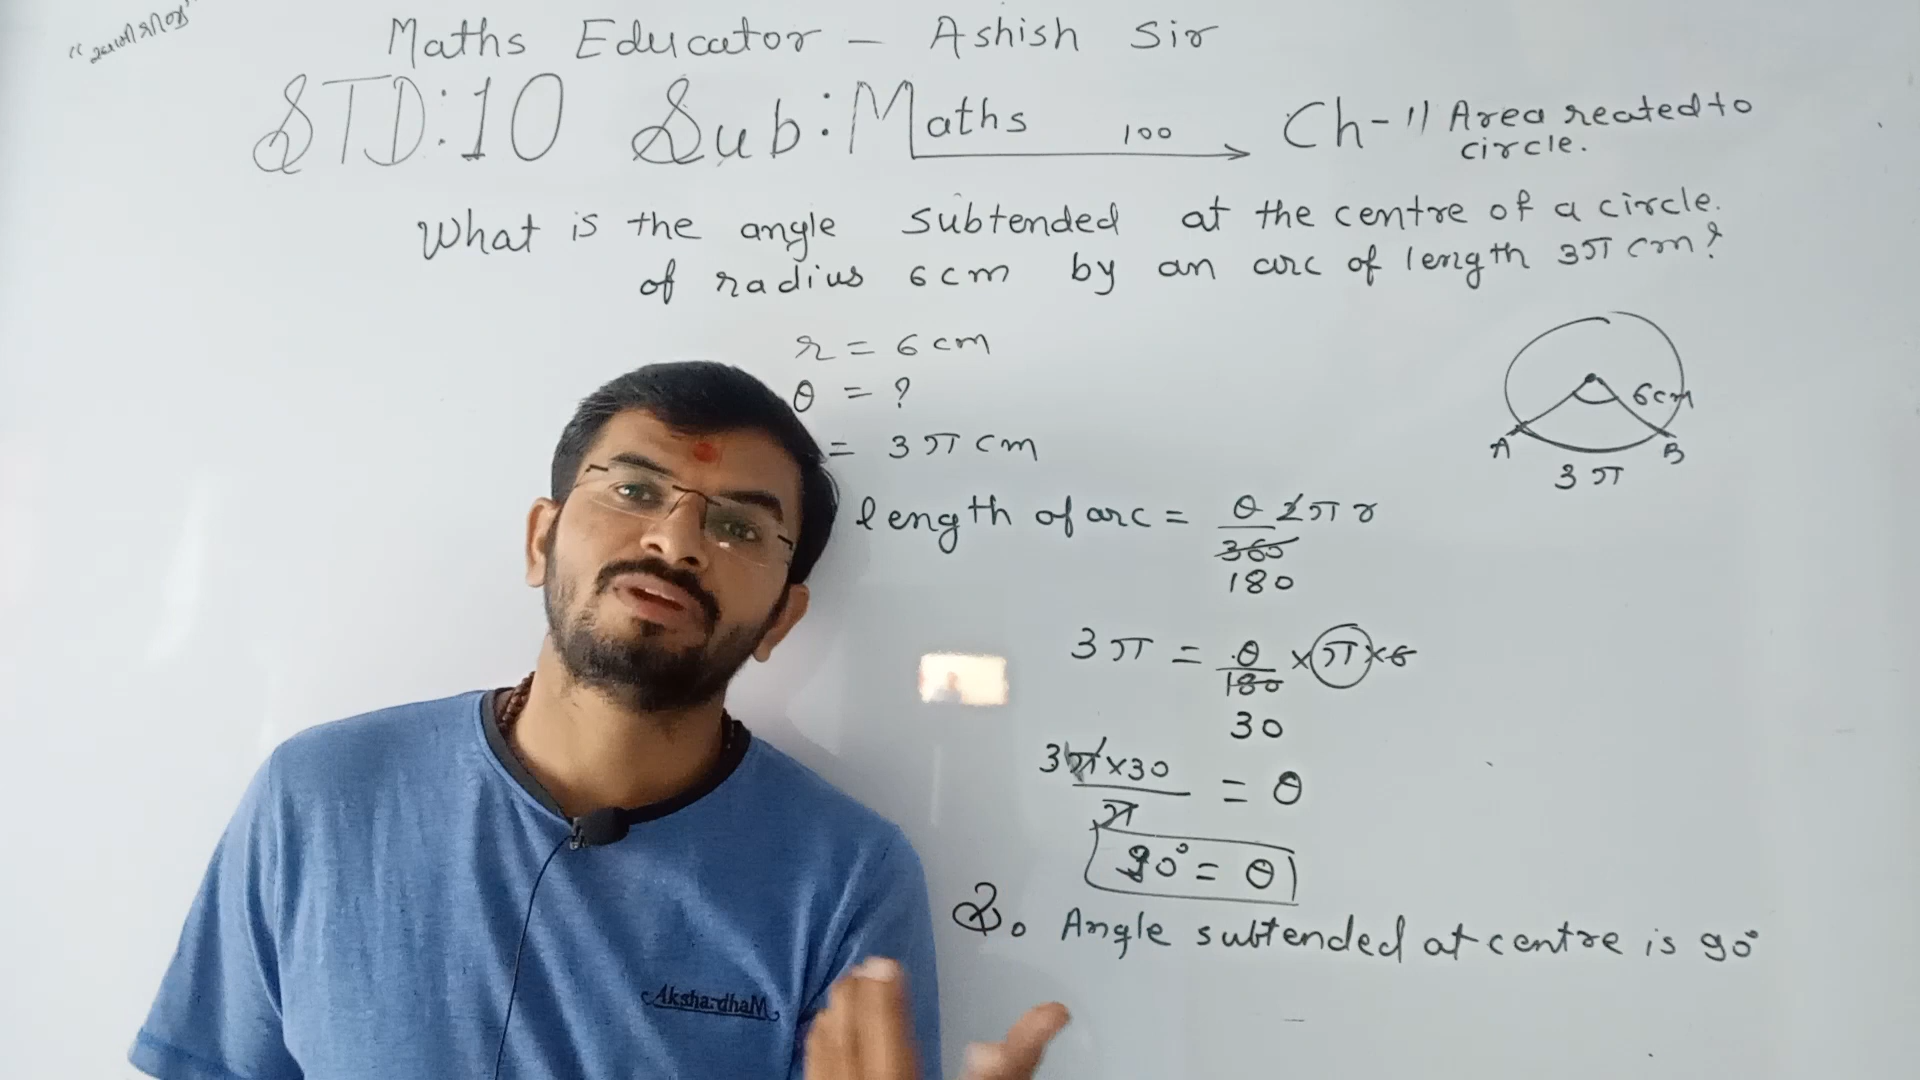 Maths Educator - Ashish Sir
STD:10 Sub:Maths 100 Ch-11 Area reated to
circle.
What is the angle subtended at the centre of a circle.
of radius 6cm by an arc of length 3π cm?
r = 6 cm
θ = ?
= 3π cm
6cm
A B
3π
length of arc = θ 2πr
360
180
3π = θ/180 × π × 6
30
3π×30/π = θ
90° = θ
So Angle subtended at centre is 90°
AkshardhaM